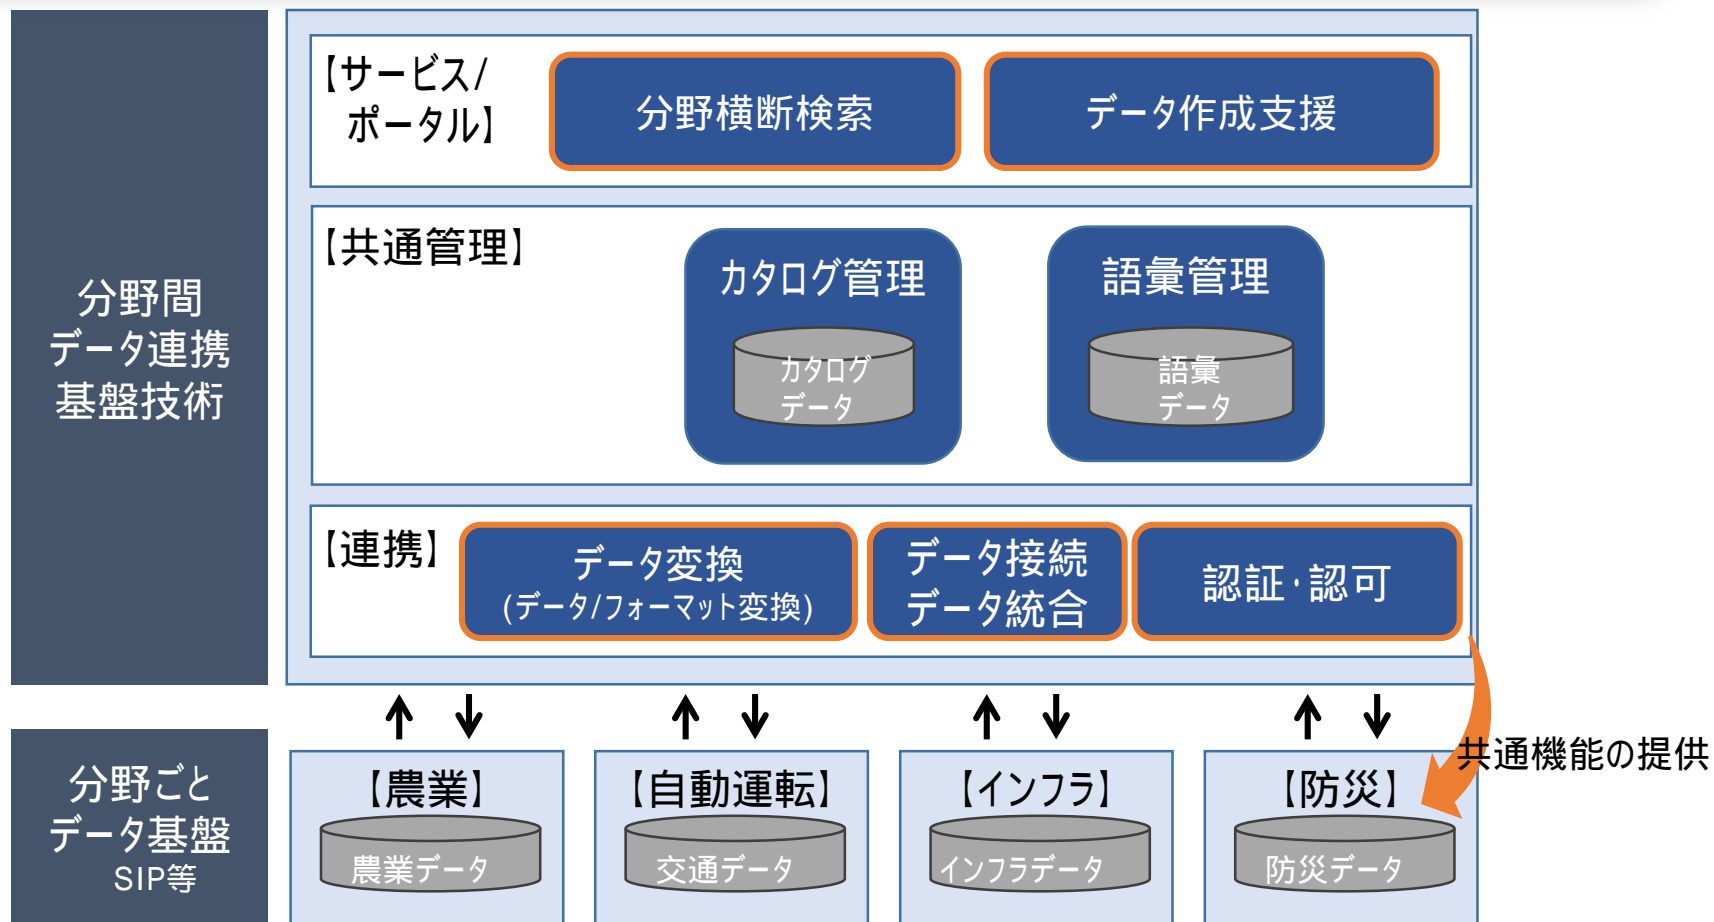 分野間
データ連携
基盤技術
【サービス/
ポータル】
分野横断検索
データ作成支援
【共通管理】
カタログ管理
カタログ
データ
語彙管理
語彙
データ
【連携】
データ変換
(データ/フォーマット変換)
データ接続
データ統合
認証・認可
共通機能の提供
分野ごと
データ基盤
SIP等
【農業】
農業データ
【自動運転】
交通データ
【インフラ】
インフラデータ
【防災】
防災データ